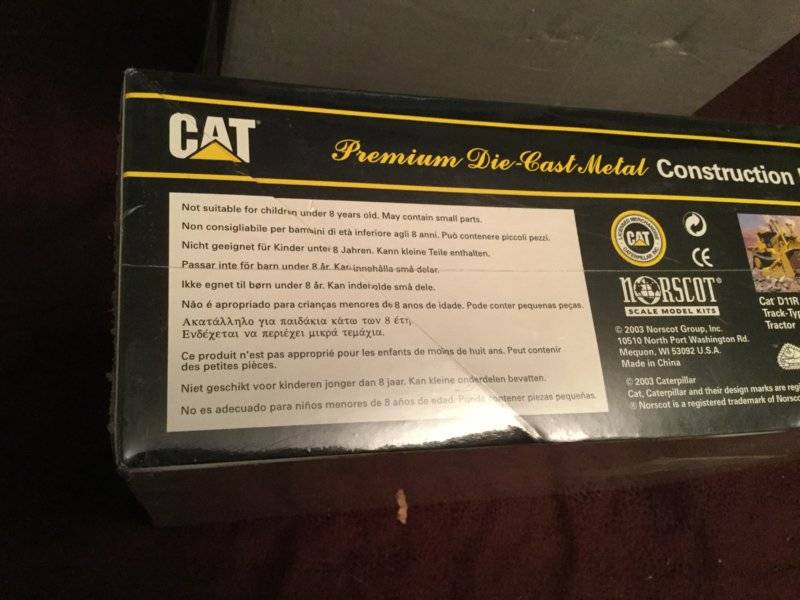 CAT
Premium Die-Cast Metal Construction
Not suitable for children under 8 years old. May contain small parts.
Non consigliabile per bambini di età inferiore agli 8 anni. Può contenere piccoli pezzi.
Nicht geeignet für Kinder unter 8 Jahren. Kann kleine Teile enthalten.
Passar inte för barn under 8 år. Kan innehålla små delar.
Ikke egnet til børn under 8 år. Kan inderolde små dele.
Não é apropriado para crianças menores de 8 anos de idade. Pode conter pequenas peças.
Ακατάλληλο για παιδάκια κάτω των 8 έτη.
Ενδέχεται να περιέχει μικρά τεμάχια.
Ce produit n'est pas approprié pour les enfants de moins de huit ans. Peut contenir
des petites pièces.
Niet geschikt voor kinderen jonger dan 8 jaar. Kan kleine onderdelen bevatten.
No es adecuado para niños menores de 8 años de edad. Puede contener piezas pequeñas.
LICENSED MERCHANDISE
CAT
CATERPILLAR INC.
CE
NORSCOT
SCALE MODEL KITS
© 2003 Norscot Group, Inc.
10510 North Port Washington Rd.
Mequon, WI 53092 U.S.A.
Made in China
© 2003 Caterpillar
Cat, Caterpillar and their design marks are
® Norscot is a registered trademark of
Cat D11R
Tractor